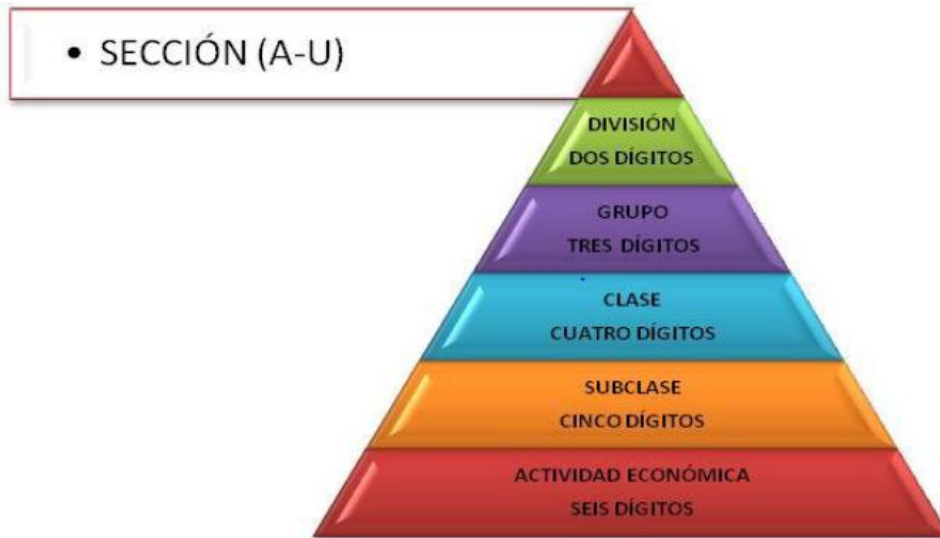 • SECCIÓN (A-U)
DIVISIÓN
DOS DÍGITOS
GRUPO
TRES DÍGITOS
CLASE
CUATRO DÍGITOS
SUBCLASE
CINCO DÍGITOS
ACTIVIDAD ECONÓMICA
SEIS DÍGITOS